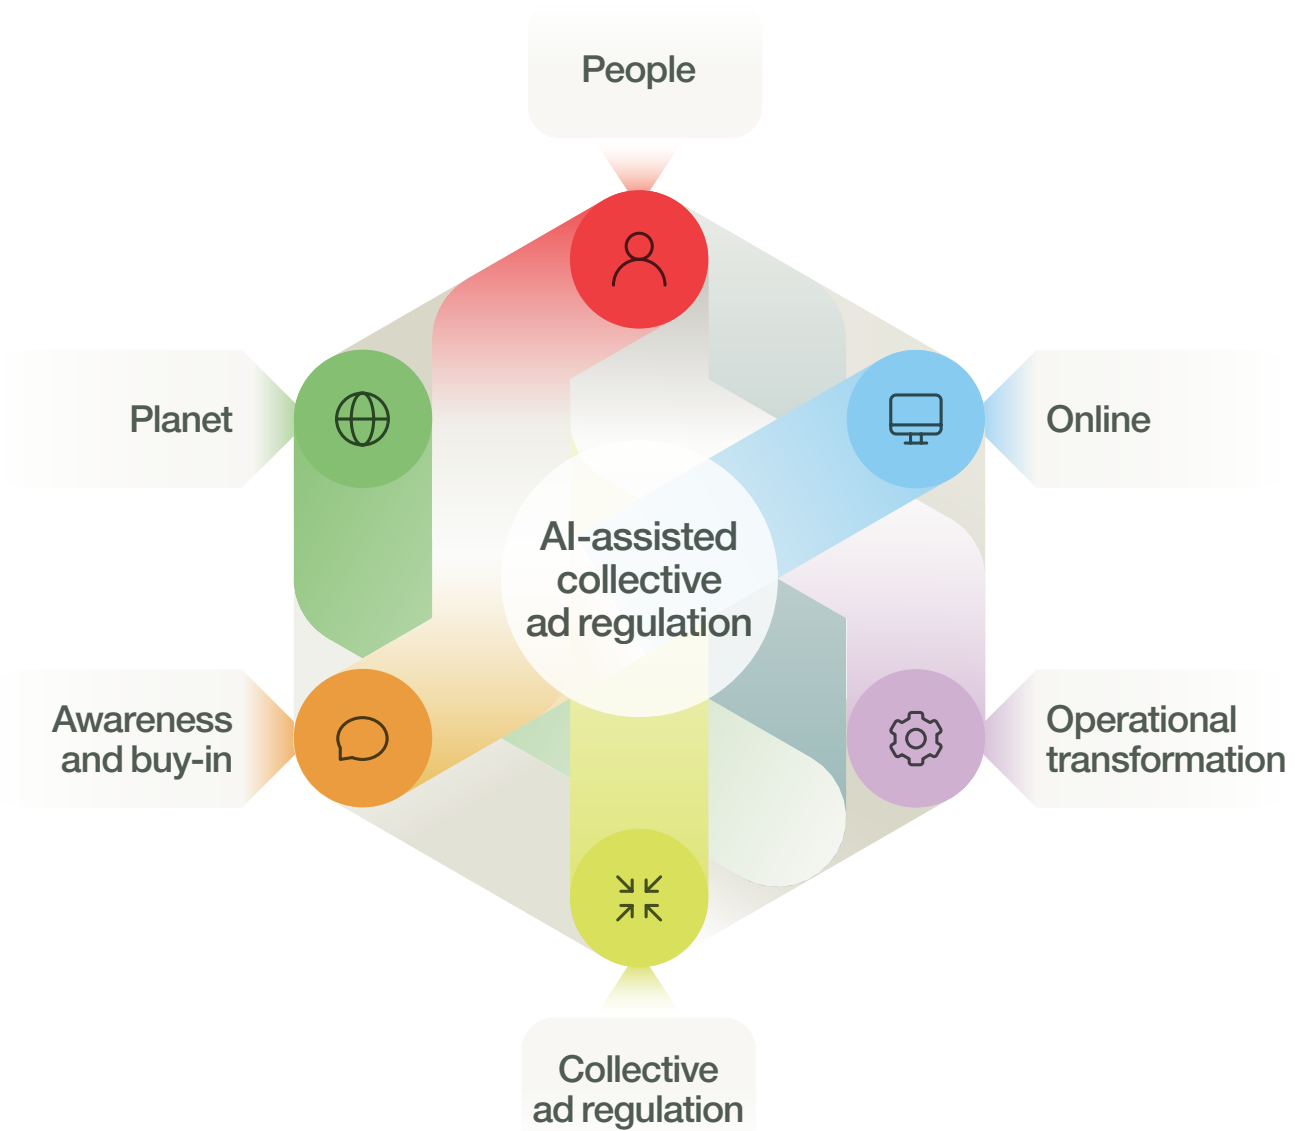 People
Planet
Online
AI-assisted
collective
ad regulation
Awareness
and buy-in
Operational
transformation
Collective
ad regulation